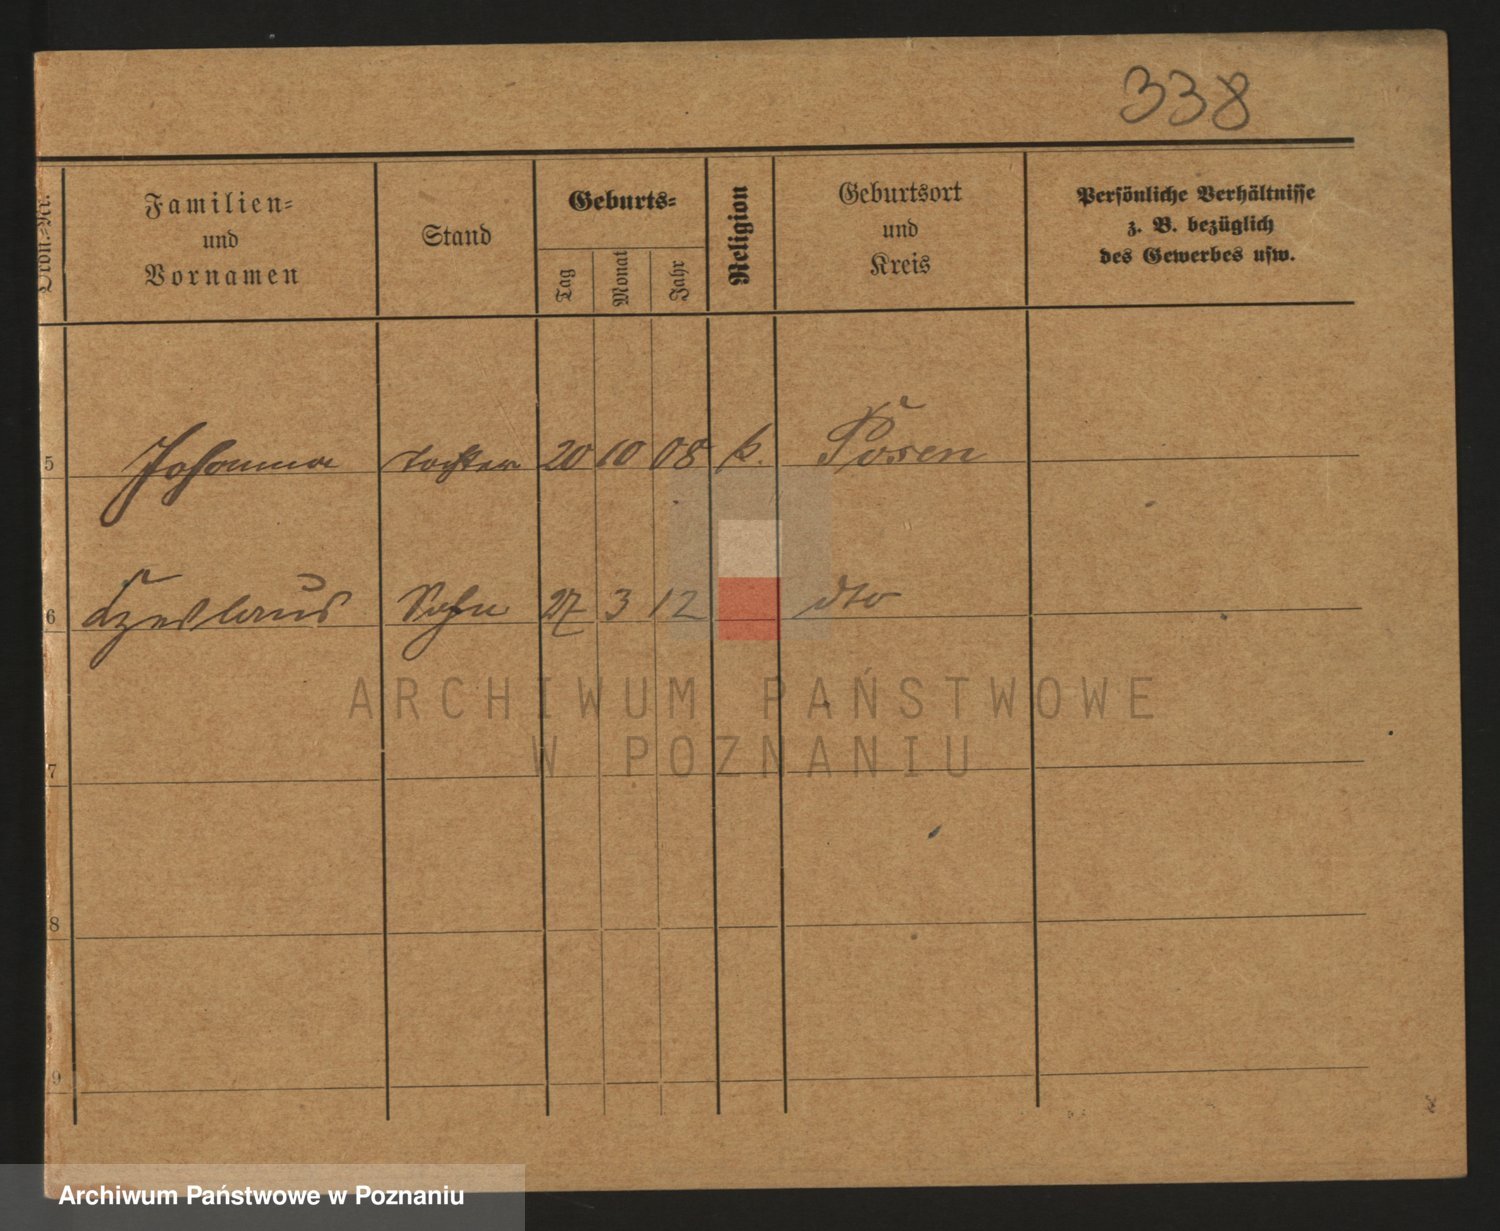 338
Ordn.-Nr.
Familien-
und
Vornamen
Stand
Geburts-
Tag
Monat
Jahr
Religion
Geburtsort
und
Kreis
Persönliche Verhältnisse
z. B. bezüglich
des Gewerbes usw.
5 Johanna Tochter 20 10 08 k. Posen
6 Czeslaus Sohn 27 3 12 dto
7
8
9
ARCHIWUM PAŃSTWOWE
W POZNANIU
Archiwum Państwowe w Poznaniu